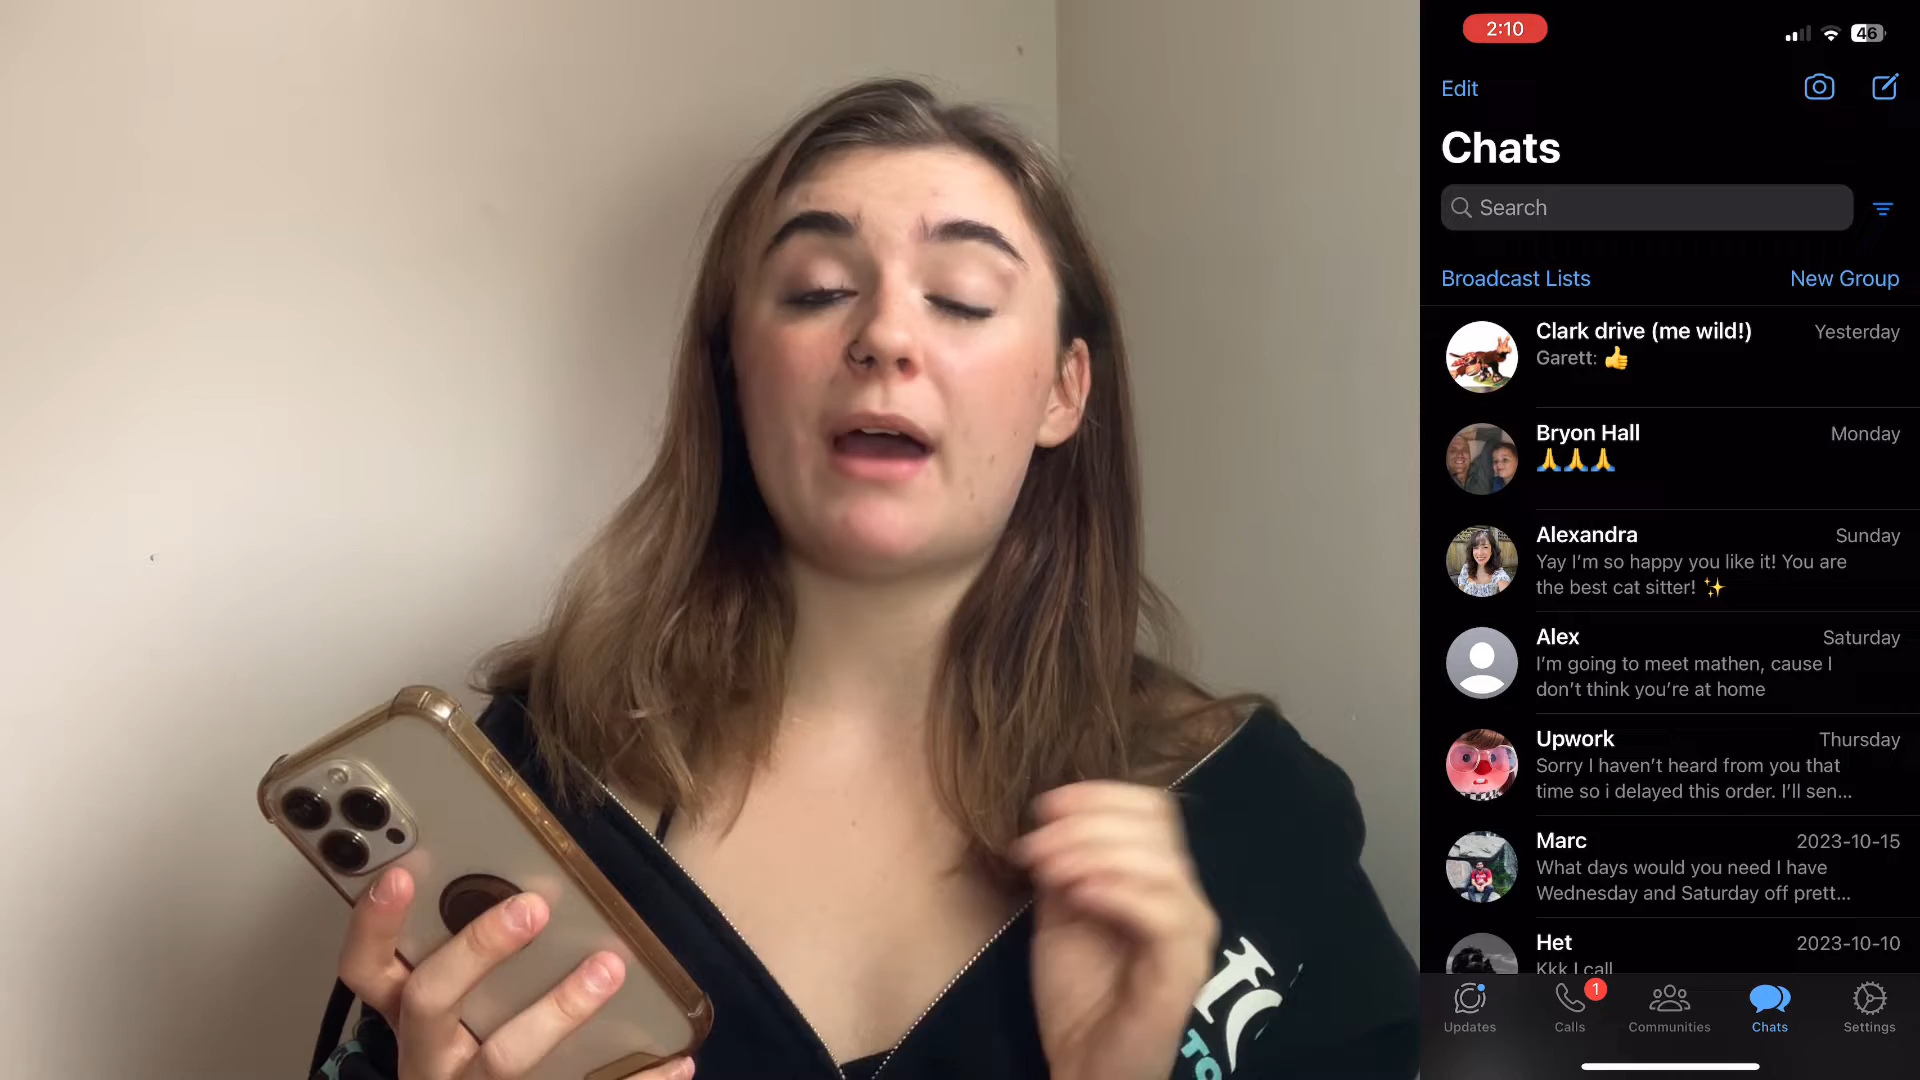 2:10
46
Edit
Chats
Search
Broadcast Lists
New Group
Clark drive (me wild!)
Yesterday
Garett: 👍
Bryon Hall
Monday
🙏🙏🙏
Alexandra
Sunday
Yay I'm so happy you like it! You are
the best cat sitter! ✨
Alex
Saturday
I'm going to meet mathen, cause I
don't think you're at home
Upwork
Thursday
Sorry I haven't heard from you that
time so i delayed this order. I'll sen...
Marc
2023-10-15
What days would you need I have
Wednesday and Saturday off prett...
Het
2023-10-10
Kkk I call
1
Updates
Calls
Communities
Chats
Settings